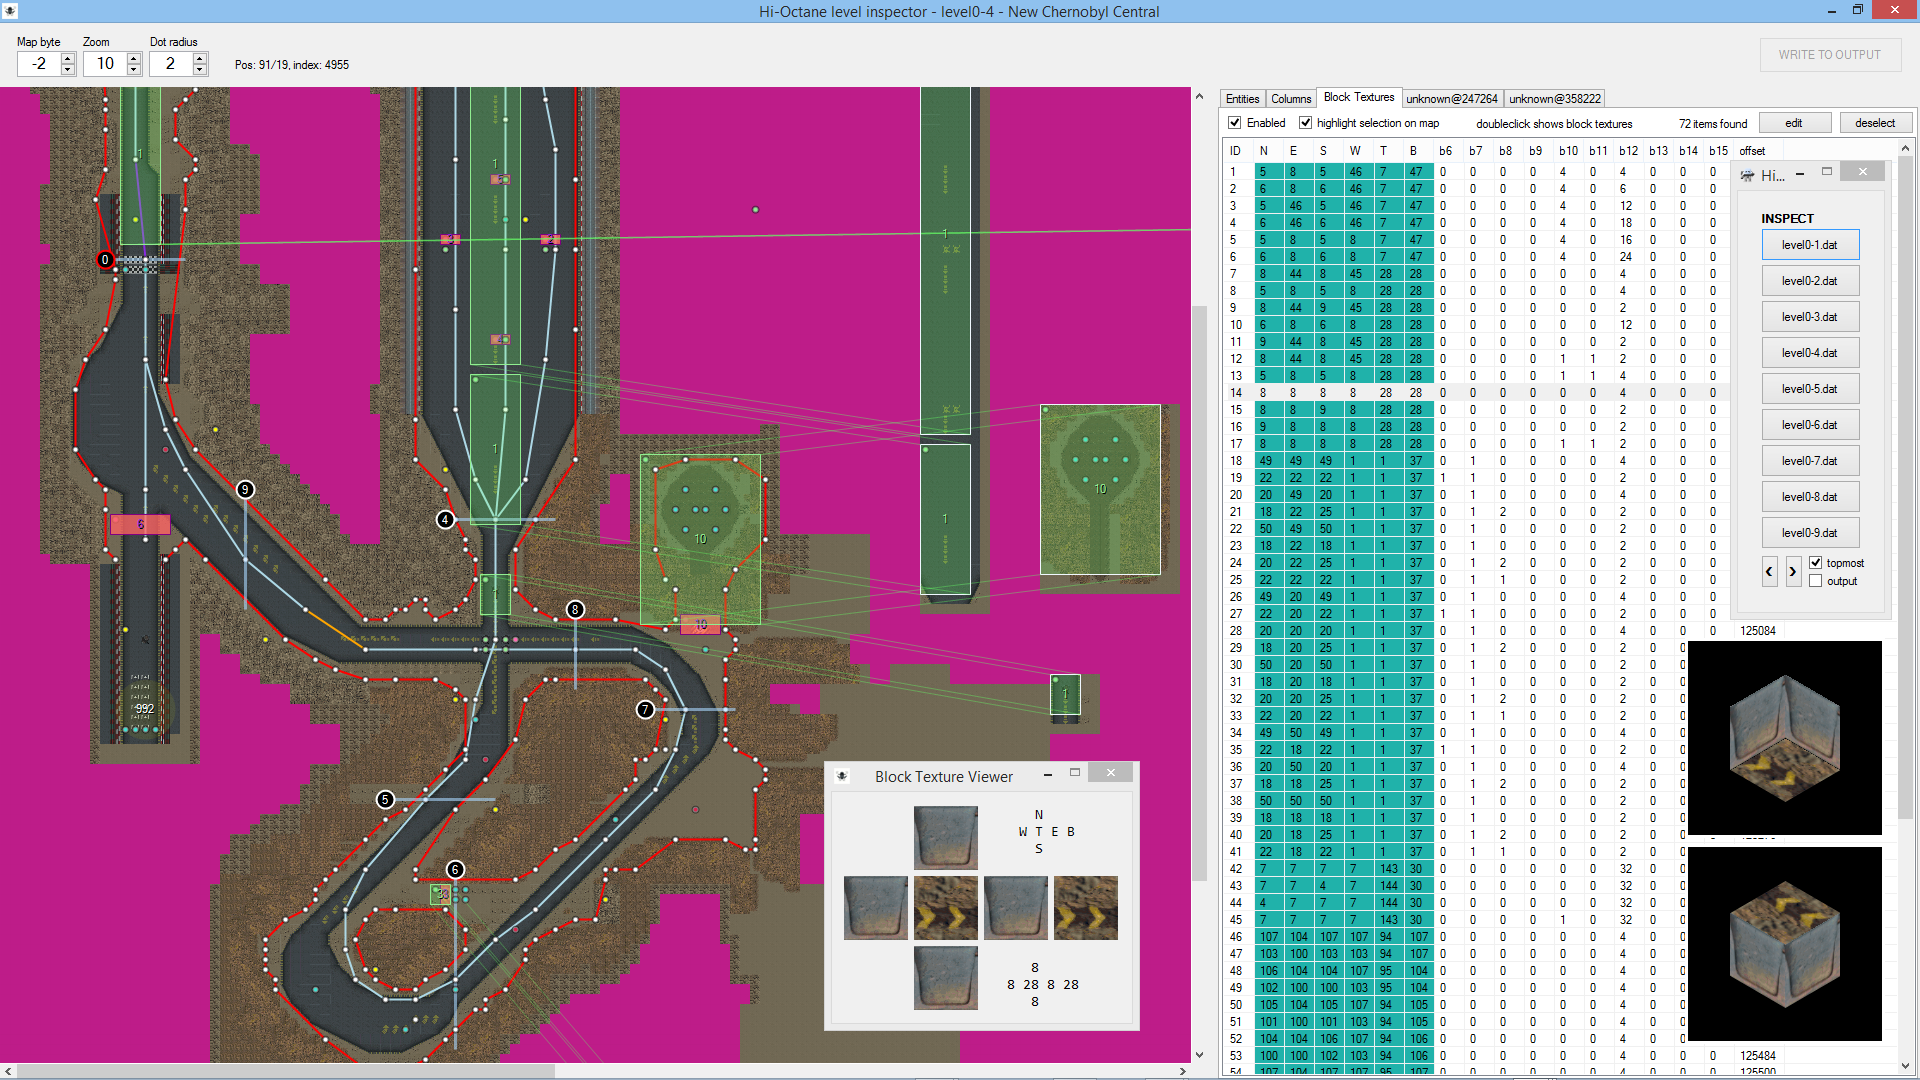 Hi-Octane level inspector - level0-4 - New Chernobyl Central
Map byte Zoom Dot radius
-2 10 2 Pos: 91/19, index: 4955
WRITE TO OUTPUT
Entities Columns Block Textures unknown@247264 unknown@358222
Enabled highlight selection on map doubleclick shows block textures 72 items found edit deselect
ID N E S W T B b6 b7 b8 b9 b10 b11 b12 b13 b14 b15 offset
1 5 8 5 46 7 47 0 0 0 0 4 0 4 0 0 0
2 6 8 6 46 7 47 0 0 0 0 4 0 6 0 0 0
3 5 46 5 46 7 47 0 0 0 0 4 0 12 0 0 0
4 6 46 6 46 7 47 0 0 0 0 4 0 18 0 0 0
5 5 8 5 8 7 47 0 0 0 0 4 0 16 0 0 0
6 6 8 6 8 7 47 0 0 0 0 4 0 24 0 0 0
7 8 44 8 45 28 28 0 0 0 0 0 0 4 0 0 0
8 5 8 5 8 28 28 0 0 0 0 0 0 4 0 0 0
9 8 44 9 45 28 28 0 0 0 0 0 0 2 0 0 0
10 6 8 6 8 28 28 0 0 0 0 0 0 12 0 0 0
11 9 44 8 45 28 28 0 0 0 0 0 0 2 0 0 0
12 8 44 8 45 28 28 0 0 0 0 1 1 2 0 0 0
13 5 8 5 8 28 28 0 0 0 0 1 1 4 0 0 0
14 8 8 8 8 28 28 0 0 0 0 0 0 4 0 0 0
15 8 8 9 8 28 28 0 0 0 0 0 0 2 0 0 0
16 9 8 8 8 28 28 0 0 0 0 0 0 2 0 0 0
17 8 8 8 8 28 28 0 0 0 0 1 1 2 0 0 0
18 49 49 49 1 1 37 0 1 0 0 0 0 4 0 0 0
19 22 22 22 1 1 37 1 1 0 0 0 0 2 0 0 0
20 20 49 20 1 1 37 0 1 0 0 0 0 4 0 0 0
21 18 22 25 1 1 37 0 1 2 0 0 0 2 0 0 0
22 50 49 50 1 1 37 0 1 0 0 0 0 2 0 0 0
23 18 22 18 1 1 37 0 1 0 0 0 0 2 0 0 0
24 20 22 25 1 1 37 0 1 2 0 0 0 2 0 0 0
25 22 22 22 1 1 37 0 1 1 0 0 0 2 0 0 0
26 49 20 49 1 1 37 0 1 0 0 0 0 4 0 0 0
27 20 22 22 1 1 37 1 1 0 0 0 0 2 0 0 0
28 20 20 20 1 1 37 0 1 0 0 0 0 4 0 0 0 125084
29 18 20 25 1 1 37 0 1 2 0 0 0 2 0 0
30 50 20 50 1 1 37 0 1 0 0 0 0 2 0 0
31 18 20 18 1 1 37 0 1 0 0 0 0 2 0 0
32 20 20 25 1 1 37 0 1 2 0 0 0 2 0 0
33 22 20 22 1 1 37 0 1 1 0 0 0 2 0 0
34 49 50 49 1 1 37 0 1 0 0 0 0 2 0 0
35 22 18 22 1 1 37 1 1 0 0 0 0 2 0 0
36 20 50 20 1 1 37 0 1 0 0 0 0 2 0 0
37 18 18 25 1 1 37 0 1 2 0 0 0 2 0 0
38 50 50 50 1 1 37 0 1 0 0 0 0 2 0 0
39 18 18 18 1 1 37 0 1 0 0 0 0 2 0 0
40 20 18 25 1 1 37 0 1 2 0 0 0 2 0 0
41 22 18 22 1 1 37 0 1 1 0 0 0 2 0 0
42 7 7 7 7 143 30 0 0 0 0 0 0 32 0 0
43 7 7 4 7 144 30 0 0 0 0 0 0 32 0 0
44 4 7 7 7 144 30 0 0 0 0 0 0 32 0 0
45 7 7 7 7 143 30 0 0 0 0 1 0 32 0 0
46 107 104 107 107 94 107 0 0 0 0 0 0 4 0 0
47 103 100 103 103 94 107 0 0 0 0 0 0 4 0 0
48 106 104 104 107 95 104 0 0 0 0 0 0 4 0 0
49 102 100 100 103 95 104 0 0 0 0 0 0 4 0 0
50 105 104 105 107 94 105 0 0 0 0 0 0 4 0 0
51 101 100 101 103 94 105 0 0 0 0 0 0 4 0 0
52 104 104 106 107 95 106 0 0 0 0 0 0 4 0 0
53 100 100 102 103 94 106 0 0 0 0 0 0 4 0 0 0 125484
54 107 104 106 107 95 107 0 0 0 0 0 0 4 0 0 0 125500
Hi...
INSPECT
level0-1.dat
level0-2.dat
level0-3.dat
level0-4.dat
level0-5.dat
level0-6.dat
level0-7.dat
level0-8.dat
level0-9.dat
< > topmost
output
Block Texture Viewer
N
W T E B
S
8
8 28 8 28
8
1
0
1
1
1
9
4
6
10
10
10
1
1
8
7
1
992
5
6